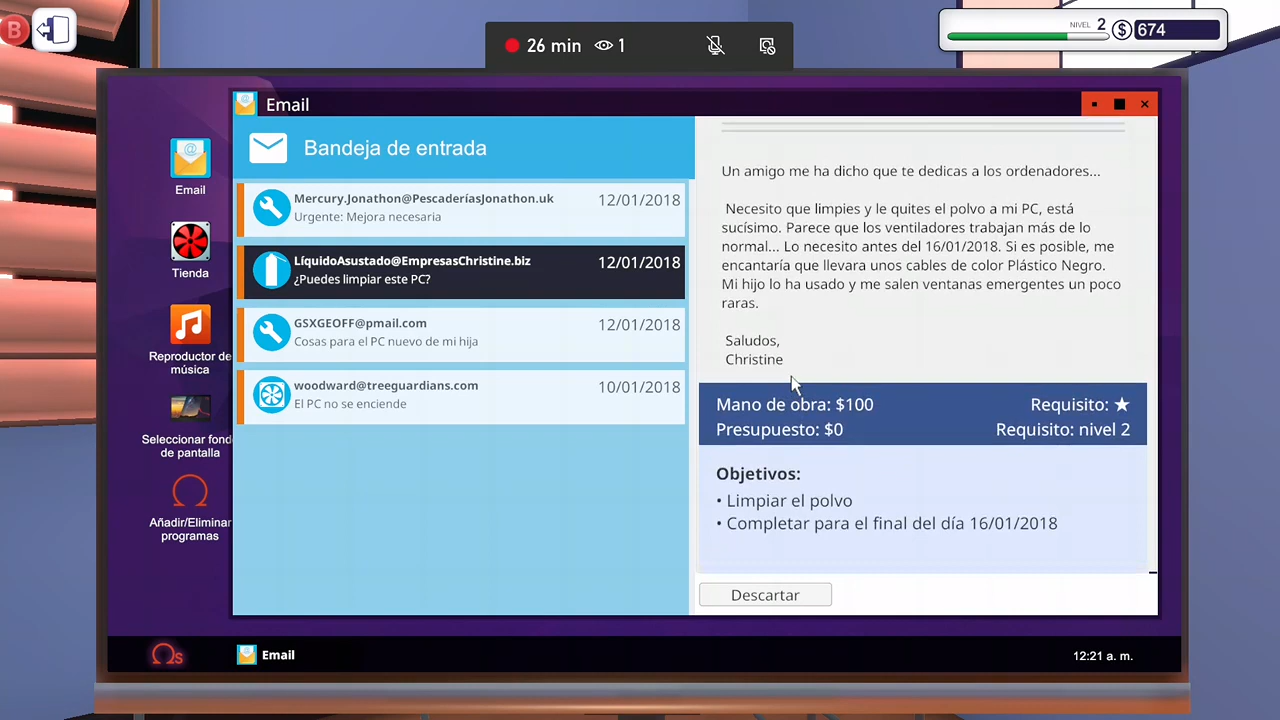 B
26 min 1
NIVEL 2 $ 674
Email
Bandeja de entrada
Email
Tienda
Reproductor de
música
Seleccionar fond
de pantalla
Añadir/Eliminar
programas
Mercury.Jonathon@PescaderíasJonathon.uk 12/01/2018
Urgente: Mejora necesaria
LíquidoAsustado@EmpresasChristine.biz 12/01/2018
¿Puedes limpiar este PC?
GSXGEOFF@pmail.com 12/01/2018
Cosas para el PC nuevo de mi hija
woodward@treeguardians.com 10/01/2018
El PC no se enciende
Un amigo me ha dicho que te dedicas a los ordenadores...
Necesito que limpies y le quites el polvo a mi PC, está
sucísimo. Parece que los ventiladores trabajan más de lo
normal... Lo necesito antes del 16/01/2018. Si es posible, me
encantaría que llevara unos cables de color Plástico Negro.
Mi hijo lo ha usado y me salen ventanas emergentes un poco
raras.
Saludos,
Christine
Mano de obra: $100 Requisito: ★
Presupuesto: $0 Requisito: nivel 2
Objetivos:
• Limpiar el polvo
• Completar para el final del día 16/01/2018
Descartar
Ωs Email 12:21 a. m.